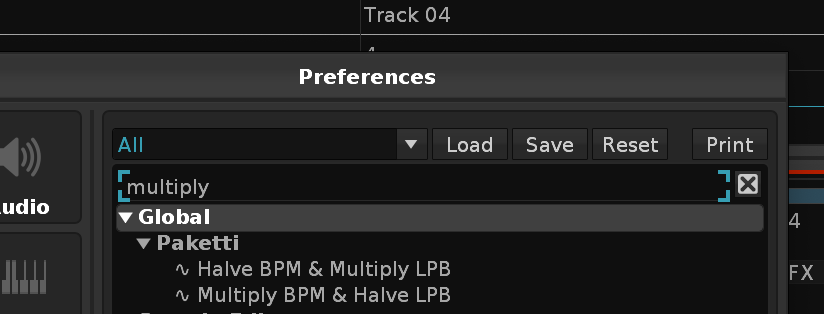 Track 04
Preferences
All
Load
Save
Reset
Print
multiply
Global
udio
Paketti
4
Halve BPM & Multiply LPB
FX
Multiply BPM & Halve LPB